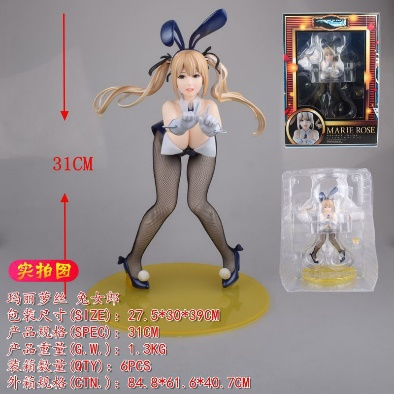 31CM
MARIE ROSE
实拍图
玛丽萝丝 兔女郎
包装尺寸(SIZE): 27.5*30*39CM
产品规格(SPEC): 31CM
产品重量(G.W.): 1.3KG
装箱数量(QTY): 6PCS
外箱规格(CTN.): 84.8*61.6*40.7CM